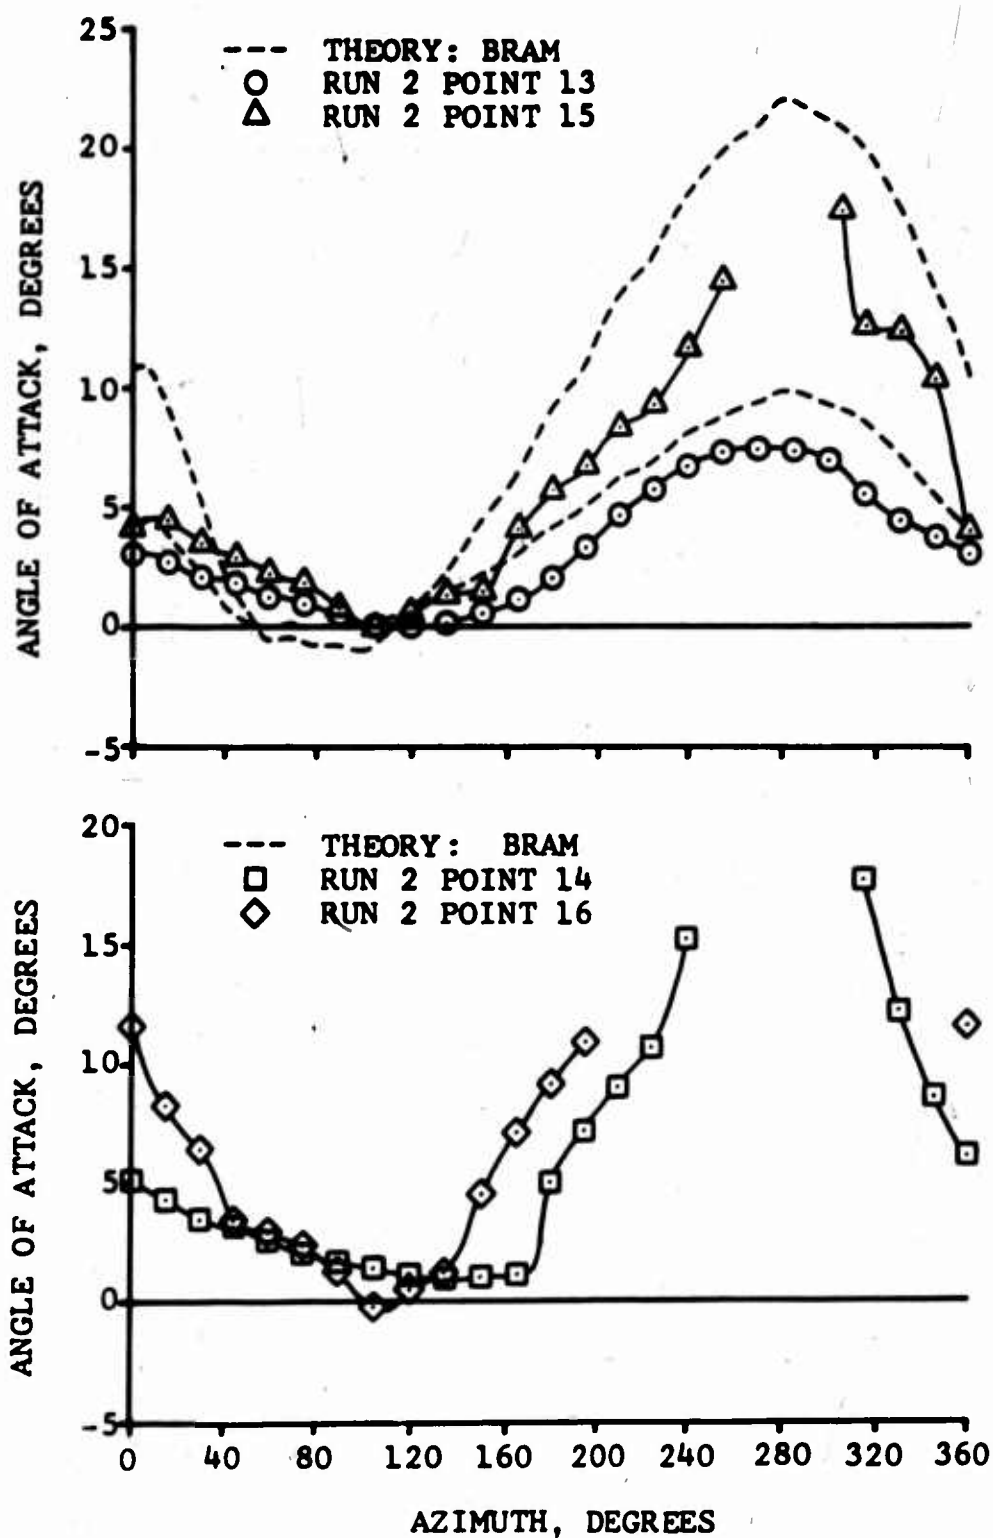 25
THEORY: BRAM
RUN 2 POINT 13
RUN 2 POINT 15
20
15
10
5
0
-5
ANGLE OF ATTACK, DEGREES
20
THEORY: BRAM
RUN 2 POINT 14
RUN 2 POINT 16
15
10
5
0
-5
ANGLE OF ATTACK, DEGREES
0 40 80 120 160 200 240 280 320 360
AZIMUTH, DEGREES